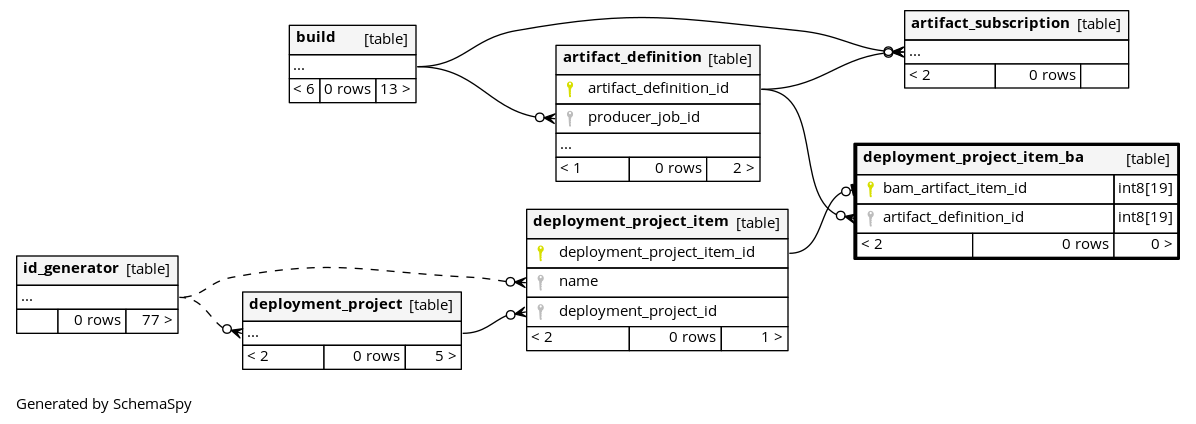 build [table]
...
< 6 0 rows 13 >
artifact_definition [table]
artifact_definition_id
producer_job_id
...
< 1 0 rows 2 >
artifact_subscription [table]
...
< 2 0 rows
deployment_project_item_ba [table]
bam_artifact_item_id int8[19]
artifact_definition_id int8[19]
< 2 0 rows 0 >
deployment_project_item [table]
deployment_project_item_id
name
deployment_project_id
< 2 0 rows 1 >
id_generator [table]
...
0 rows 77 >
deployment_project [table]
...
< 2 0 rows 5 >
Generated by SchemaSpy